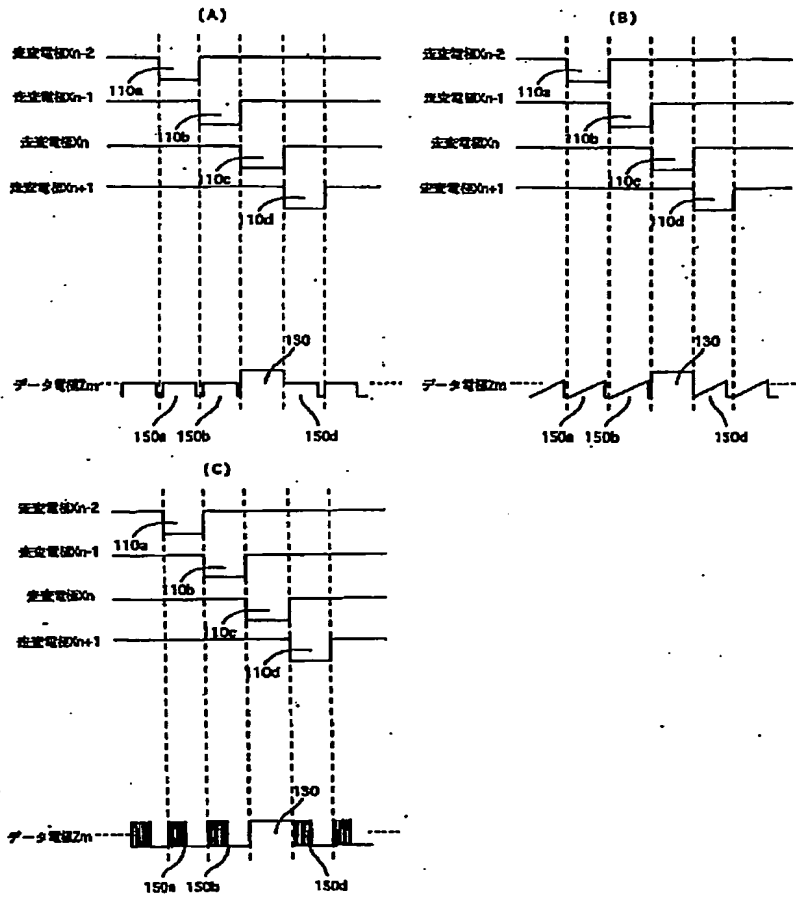 (A)
走査電極Xn-2
110a
走査電極Xn-1
110b
走査電極Xn
110c
走査電極Xn+1
110d
130
データ電極Zm
150a
150b
150d
(B)
走査電極Xn-2
110a
走査電極Xn-1
110b
走査電極Xn
110c
走査電極Xn+1
110d
130
データ電極Zm
150a
150b
150d
(C)
走査電極Xn-2
110a
走査電極Xn-1
110b
走査電極Xn
110c
走査電極Xn+1
110d
130
データ電極Zm
150a
150b
150d